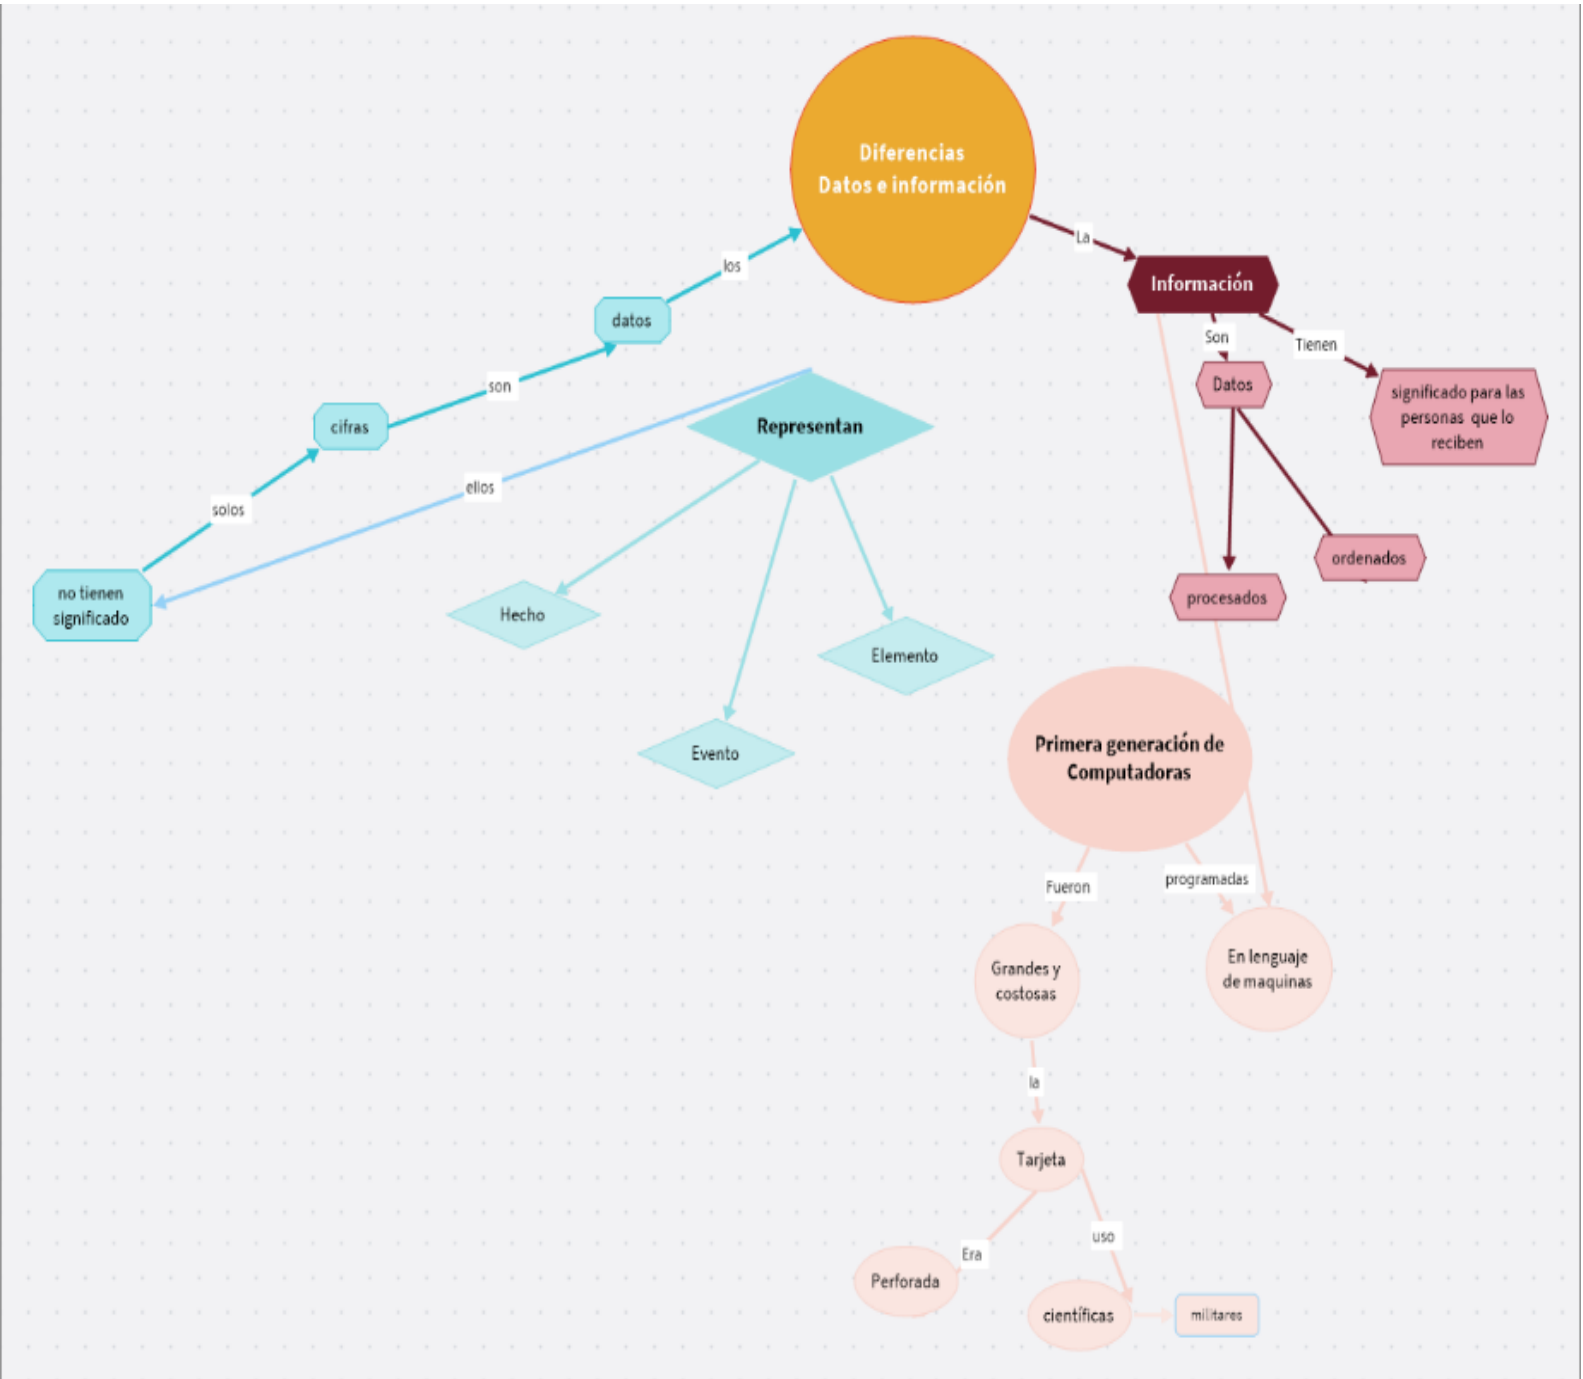 Diferencias
Datos e información
La
los
Información
datos
Son
Tienen
Datos
significado para las
personas que lo
reciben
son
cifras
Representan
ellos
solos
ordenados
no tienen
significado
procesados
Hecho
Elemento
Evento
Primera generación de
Computadoras
Fueron
programadas
Grandes y
costosas
En lenguaje
de maquinas
la
Tarjeta
Era
uso
Perforada
científicas
militares